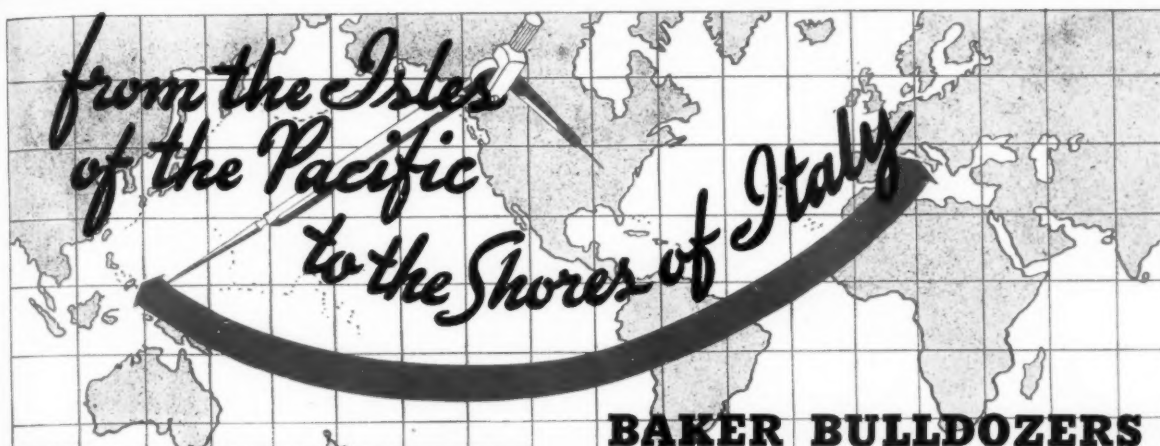 from the Isles
of the Pacific
to the Shores of Italy
BAKER BULLDOZERS